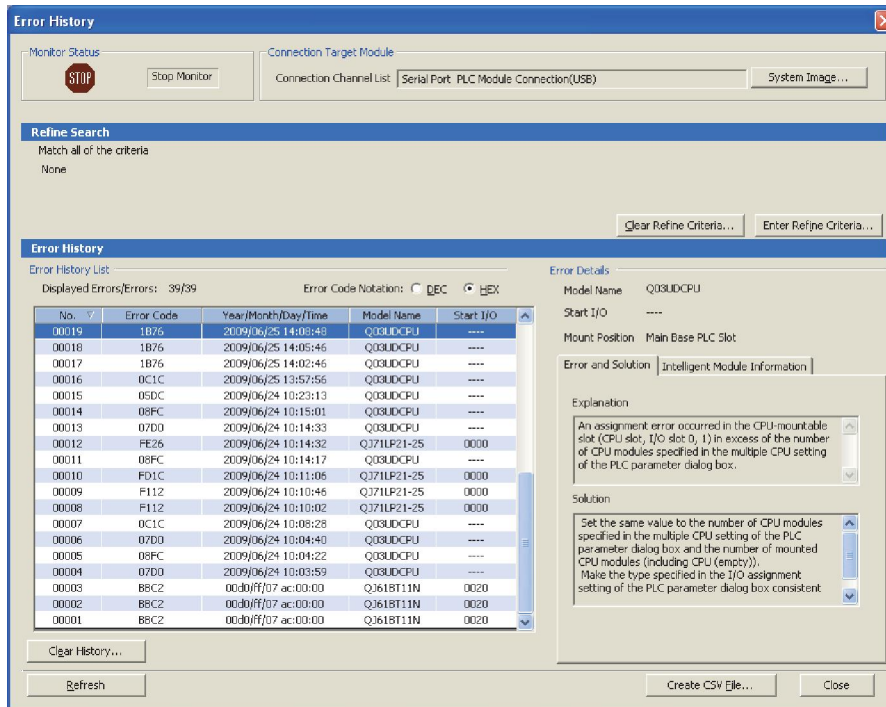 Error History
Monitor Status
STOP
Stop Monitor
Connection Target Module
Connection Channel List Serial Port PLC Module Connection(USB)
System Image...
Refine Search
Match all of the criteria
None
Clear Refine Criteria...
Enter Refine Criteria...
Error History
Error History List
Displayed Errors/Errors: 39/39
Error Code Notation: DEC HEX
No. Error Code Year/Month/Day/Time Model Name Start I/O
00019 1B76 2009/06/25 14:08:48 Q03UDCPU ----
00018 1B76 2009/06/25 14:05:46 Q03UDCPU ----
00017 1B76 2009/06/25 14:02:46 Q03UDCPU ----
00016 0C1C 2009/06/25 13:57:56 Q03UDCPU ----
00015 05DC 2009/06/24 10:23:13 Q03UDCPU ----
00014 08FC 2009/06/24 10:15:01 Q03UDCPU ----
00013 07D0 2009/06/24 10:14:33 Q03UDCPU ----
00012 FE26 2009/06/24 10:14:32 QJ71LP21-25 0000
00011 08FC 2009/06/24 10:14:17 Q03UDCPU ----
00010 FD1C 2009/06/24 10:11:06 QJ71LP21-25 0000
00009 F112 2009/06/24 10:10:46 QJ71LP21-25 0000
00008 F112 2009/06/24 10:10:02 QJ71LP21-25 0000
00007 0C1C 2009/06/24 10:08:28 Q03UDCPU ----
00006 07D0 2009/06/24 10:04:40 Q03UDCPU ----
00005 08FC 2009/06/24 10:04:22 Q03UDCPU ----
00004 07D0 2009/06/24 10:03:59 Q03UDCPU ----
00003 BBC2 00d0/ff/07 ac:00:00 QJ61BT11N 0020
00002 BBC2 00d0/ff/07 ac:00:00 QJ61BT11N 0020
00001 BBC2 00d0/ff/07 ac:00:00 QJ61BT11N 0020
Error Details
Model Name Q03UDCPU
Start I/O ----
Mount Position Main Base PLC Slot
Error and Solution
Intelligent Module Information
Explanation
An assignment error occurred in the CPU-mountable
slot (CPU slot, I/O slot 0, 1) in excess of the number
of CPU modules specified in the multiple CPU setting
of the PLC parameter dialog box.
Solution
Set the same value to the number of CPU modules
specified in the multiple CPU setting of the PLC
parameter dialog box and the number of mounted
CPU modules (including CPU (empty)).
Make the type specified in the I/O assignment
setting of the PLC parameter dialog box consistent
Clear History...
Refresh
Create CSV File...
Close